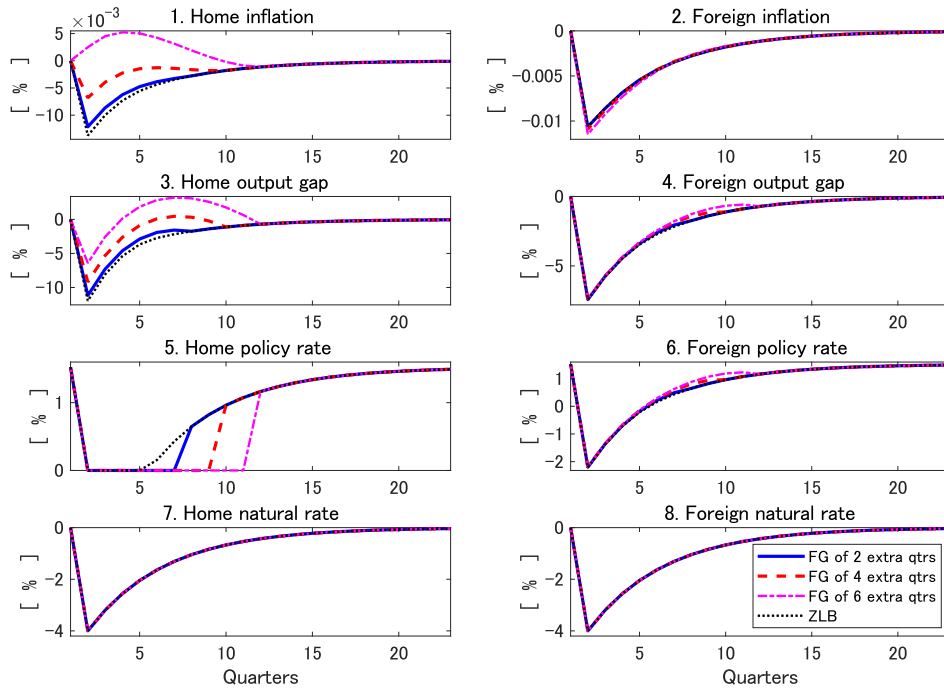 1. Home inflation
×10⁻³
[ % ]
5
0
-5
-10
5 10 15 20
2. Foreign inflation
[ % ]
0
-0.005
-0.01
5 10 15 20
3. Home output gap
[ % ]
0
-5
-10
5 10 15 20
4. Foreign output gap
[ % ]
0
-5
5 10 15 20
5. Home policy rate
[ % ]
1
0
5 10 15 20
6. Foreign policy rate
[ % ]
1
0
-1
-2
5 10 15 20
7. Home natural rate
[ % ]
0
-2
-4
5 10 15 20
Quarters
8. Foreign natural rate
[ % ]
0
-2
-4
5 10 15 20
Quarters
FG of 2 extra qtrs
FG of 4 extra qtrs
FG of 6 extra qtrs
ZLB